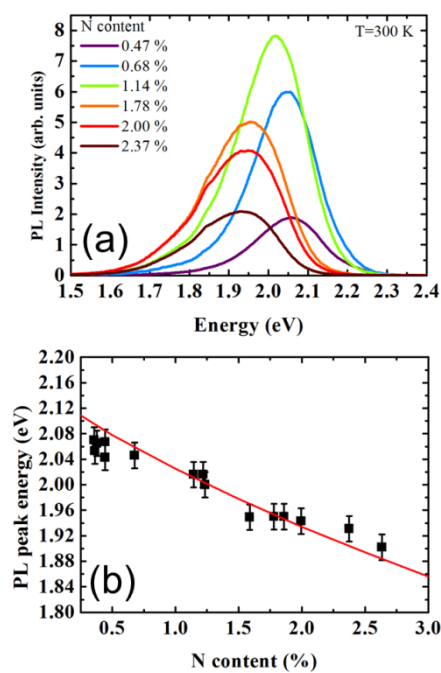 N content
T=300 K
0.47 %
0.68 %
1.14 %
1.78 %
2.00 %
2.37 %
PL Intensity (arb. units)
8
7
6
5
4
3
2
1
0
(a)
1.5 1.6 1.7 1.8 1.9 2.0 2.1 2.2 2.3 2.4
Energy (eV)
PL peak energy (eV)
2.20
2.16
2.12
2.08
2.04
2.00
1.96
1.92
1.88
1.84
1.80
(b)
0.5 1.0 1.5 2.0 2.5 3.0
N content (%)